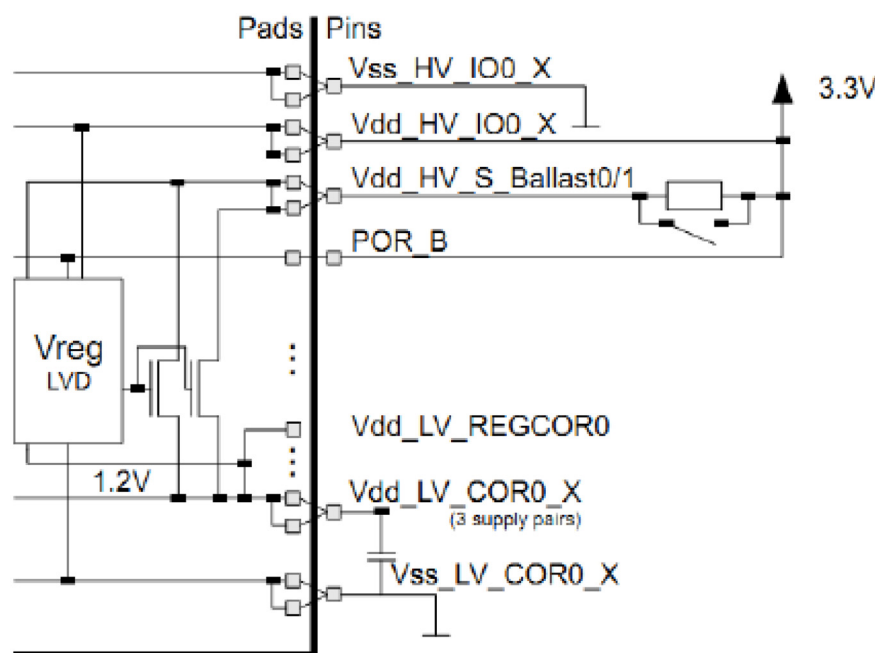 Pads Pins
Vss_HV_IO0_X
3.3V
Vdd_HV_IO0_X
Vdd_HV_S_Ballast0/1
POR_B
Vreg
LVD
Vdd_LV_REGCOR0
1.2V
Vdd_LV_COR0_X
(3 supply pairs)
Vss_LV_COR0_X